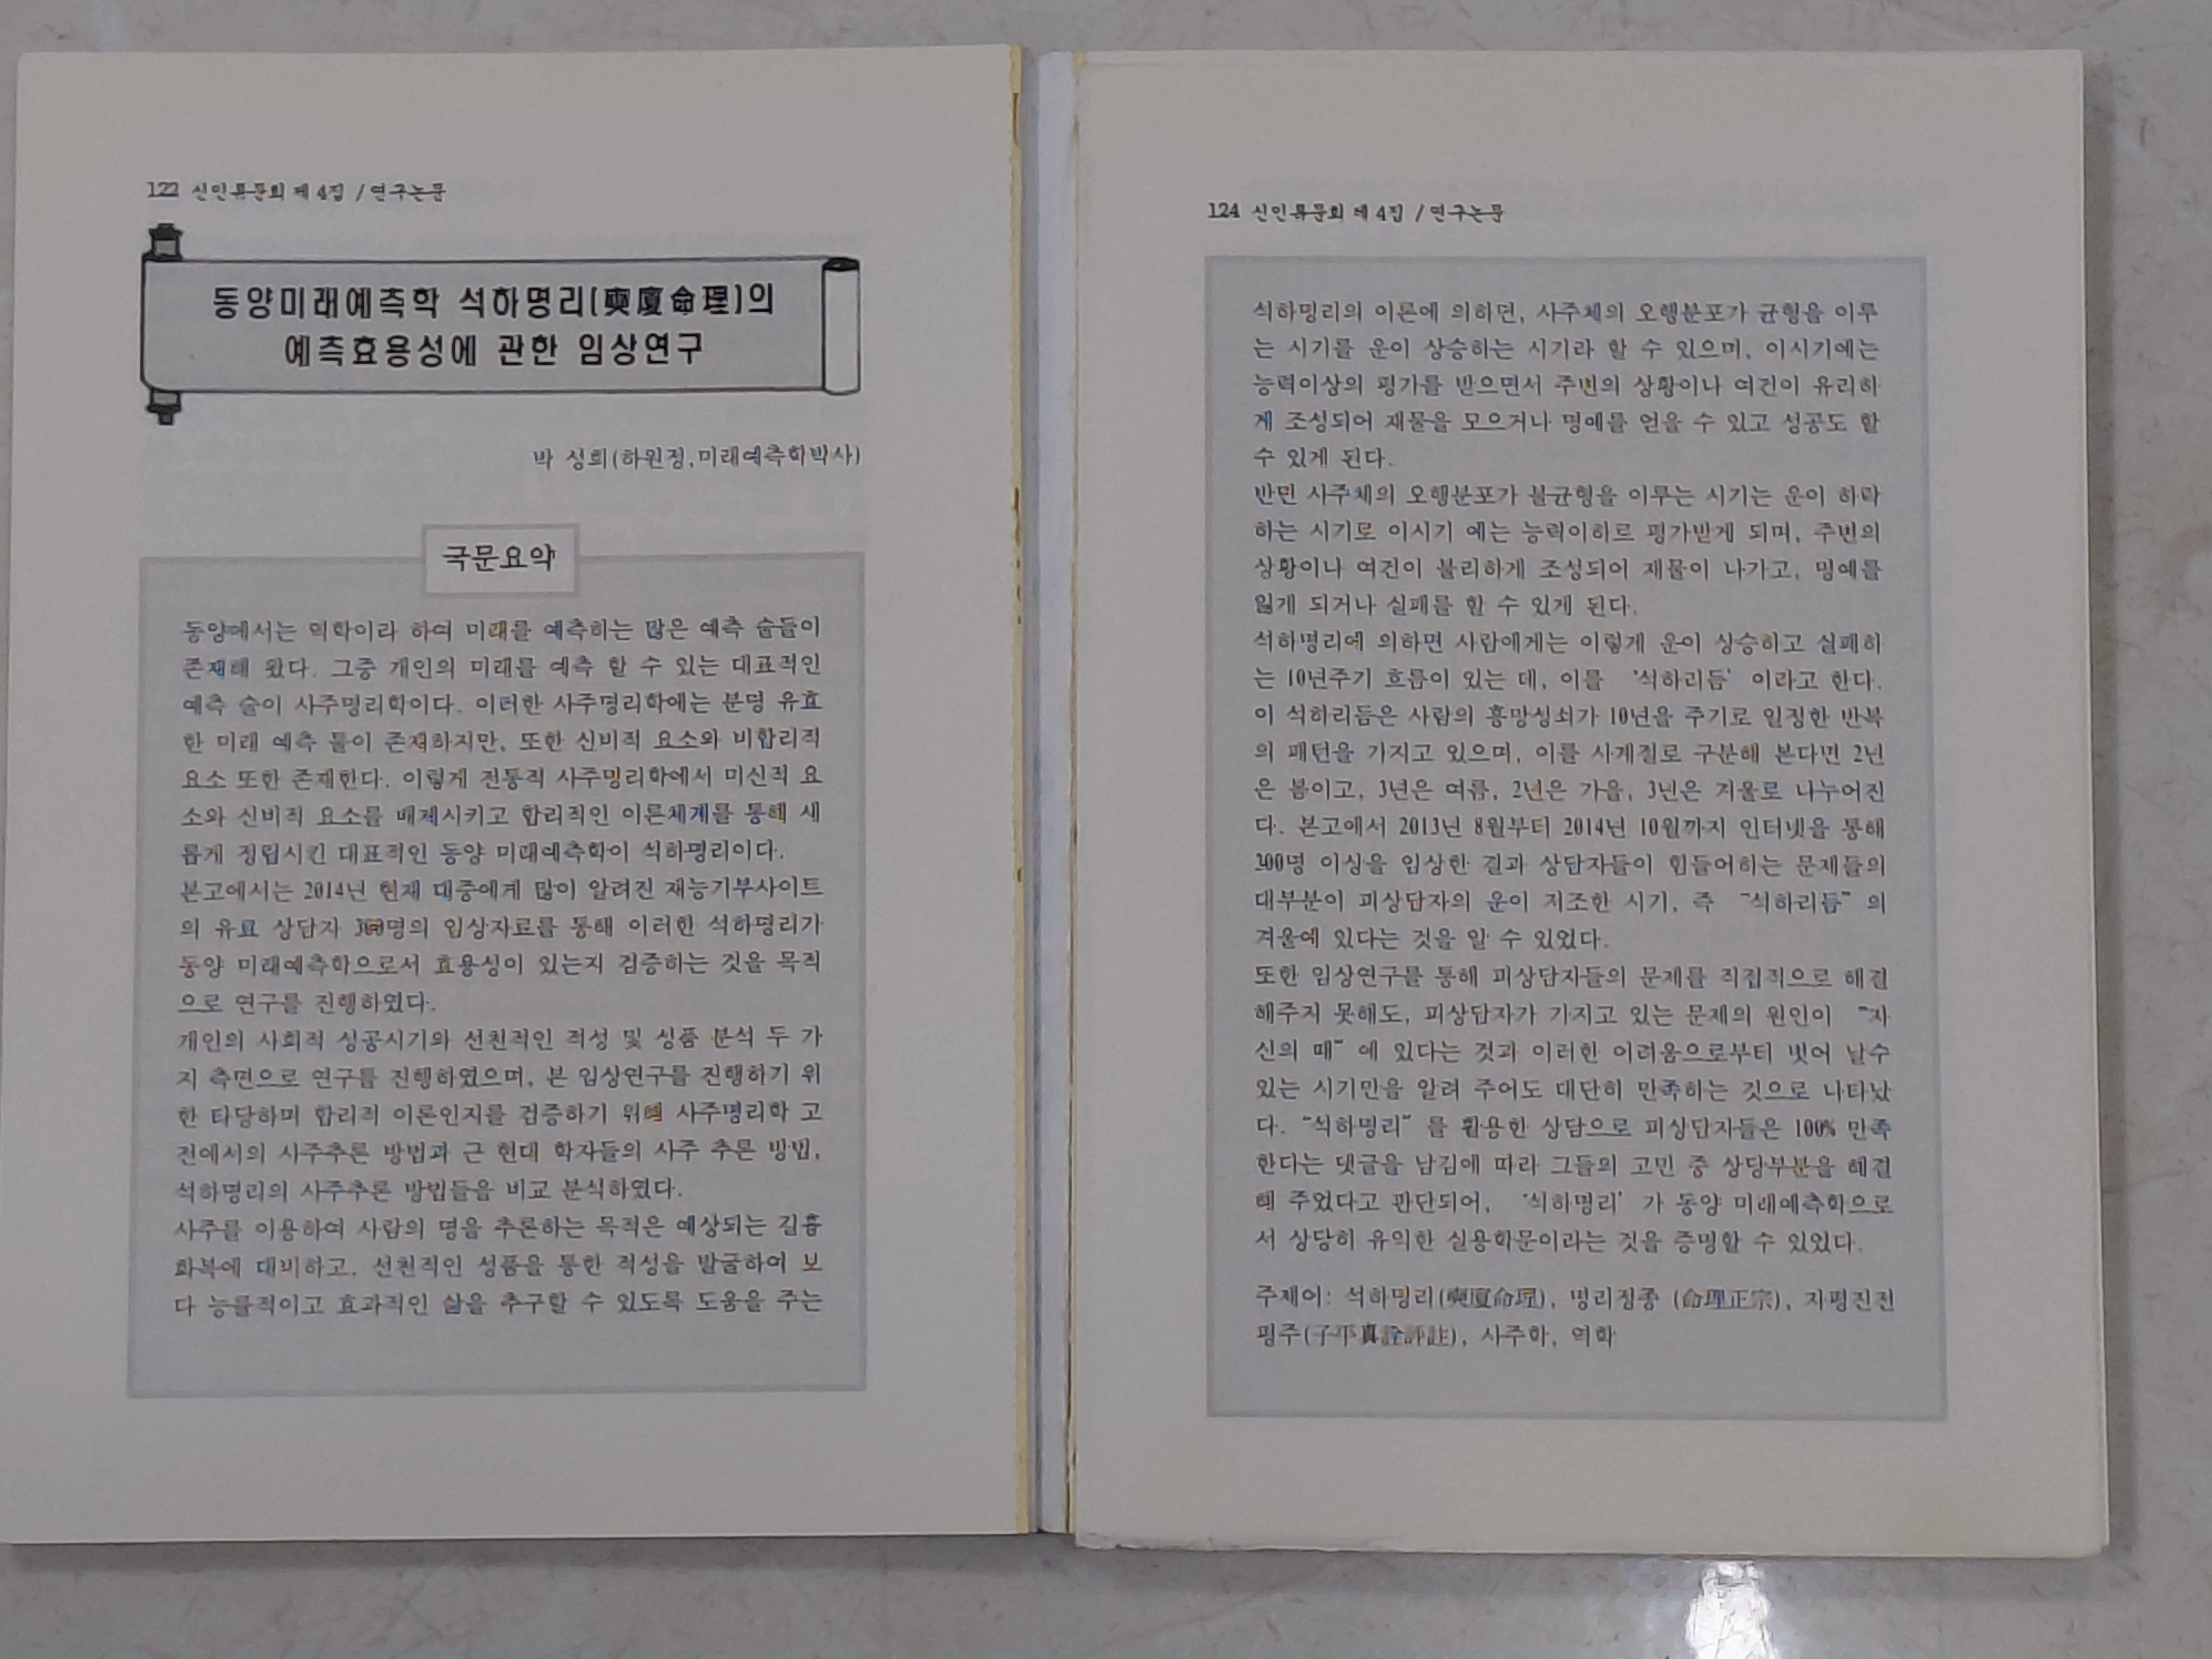 122 신인류문화 제 4집 / 연구논문
동양미래예측학 석하명리(奭廈命理)의
예측효용성에 관한 임상연구
박 성희(하원정,미래예측학박사)
국문요약
동양에서는 역학이라 하여 미래를 예측하는 많은 예측 술들이
존재해 왔다. 그중 개인의 미래를 예측 할 수 있는 대표적인
예측 술이 사주명리학이다. 이러한 사주명리학에는 분명 유효
한 미래 예측 툴이 존재하지만, 또한 신비적 요소와 비합리적
요소 또한 존재한다. 이렇게 전통적 사주명리학에서 미신적 요
소와 신비적 요소를 배제시키고 합리적인 이론체계를 통해 새
롭게 정립시킨 대표적인 동양 미래예측학이 석하명리이다.
본고에서는 2014년 현재 대중에게 많이 알려진 재능기부사이트
의 유료 상담자 명의 임상자료를 통해 이러한 석하명리가
동양 미래예측학으로서 효용성이 있는지 검증하는 것을 목적
으로 연구를 진행하였다.
개인의 사회적 성공시기와 선천적인 적성 및 성품 분석 두 가
지 측면으로 연구를 진행하였으며, 본 임상연구를 진행하기 위
한 타당하며 합리적 이론인지를 검증하기 위해 사주명리학 고
전에서의 사주추론 방법과 근 현대 학자들의 사주 추론 방법,
석하명리의 사주추론 방법들을 비교 분석하였다.
사주를 이용하여 사람의 명을 추론하는 목적은 예상되는 길흉
화복에 대비하고, 선천적인 성품을 통한 적성을 발굴하여 보
다 능률적이고 효과적인 삶을 추구할 수 있도록 도움을 주는
124 신인류문화 제 4집 / 연구논문
석하명리의 이론에 의하면, 사주체의 오행분포가 균형을 이루
는 시기를 운이 상승하는 시기라 할 수 있으며, 이시기에는
능력이상의 평가를 받으면서 주변의 상황이나 여건이 유리하
게 조성되어 재물을 모으거나 명예를 얻을 수 있고 성공도 할
수 있게 된다.
반면 사주체의 오행분포가 불균형을 이루는 시기는 운이 하락
하는 시기로 이시기 에는 능력이하로 평가받게 되며, 주변의
상황이나 여건이 불리하게 조성되어 재물이 나가고, 명예를
잃게 되거나 실패를 할 수 있게 된다.
석하명리에 의하면 사람에게는 이렇게 운이 상승하고 실패하
는 10년주기 흐름이 있는 데, 이를 '석하리듬' 이라고 한다.
이 석하리듬은 사람의 흥망성쇠가 10년을 주기로 일정한 반복
의 패턴을 가지고 있으며, 이를 사계절로 구분해 본다면 2년
은 봄이고, 3년은 여름, 2년은 가을, 3년은 겨울로 나누어진
다. 본고에서 2013년 8월부터 2014년 10월까지 인터넷을 통해
300명 이상을 임상한 결과 상담자들이 힘들어하는 문제들의
대부분이 피상담자의 운이 저조한 시기, 즉 "석하리듬" 의
겨울에 있다는 것을 알 수 있었다.
또한 임상연구를 통해 피상담자들의 문제를 직접적으로 해결
해주지 못해도, 피상담자가 가지고 있는 문제의 원인이 "자
신의 때" 에 있다는 것과 이러한 어려움으로부터 벗어 날수
있는 시기만을 알려 주어도 대단히 만족하는 것으로 나타났
다. "석하명리" 를 활용한 상담으로 피상담자들은 100% 만족
한다는 댓글을 남김에 따라 그들의 고민 중 상당부분을 해결
해 주었다고 판단되어, '석하명리' 가 동양 미래예측학으로
서 상당히 유익한 실용학문이라는 것을 증명할 수 있었다.
주제어: 석하명리(奭廈命理), 명리정종 (命理正宗), 자평진전
평주(子平真詮評註), 사주학, 역학